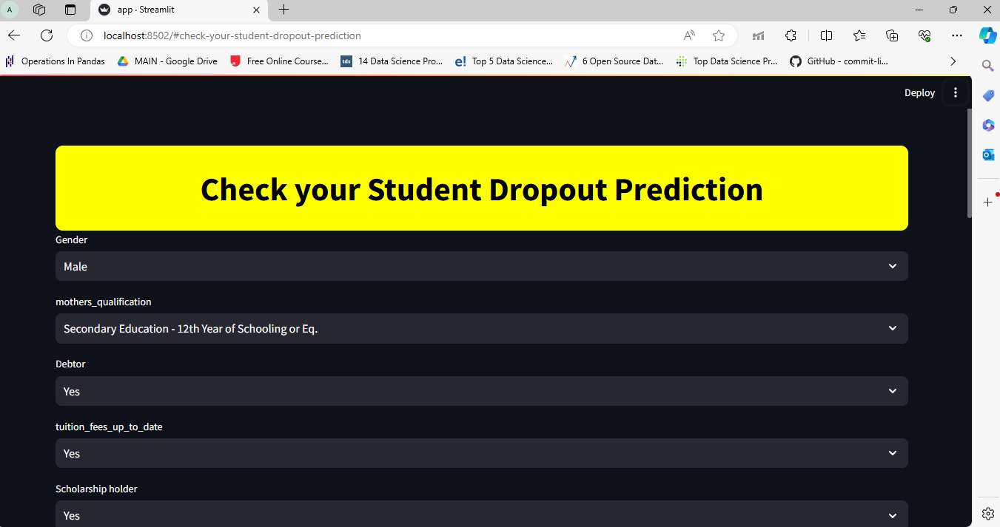 A
app · Streamlit
localhost:8502/#check-your-student-dropout-prediction
Operations In Pandas
MAIN - Google Drive
Free Online Course...
tds
14 Data Science Pro...
e!
Top 5 Data Science...
6 Open Source Dat...
Top Data Science Pr...
GitHub - commit-li...
Deploy
Check your Student Dropout Prediction
Gender
Male
mothers_qualification
Secondary Education - 12th Year of Schooling or Eq.
Debtor
Yes
tuition_fees_up_to_date
Yes
Scholarship holder
Yes